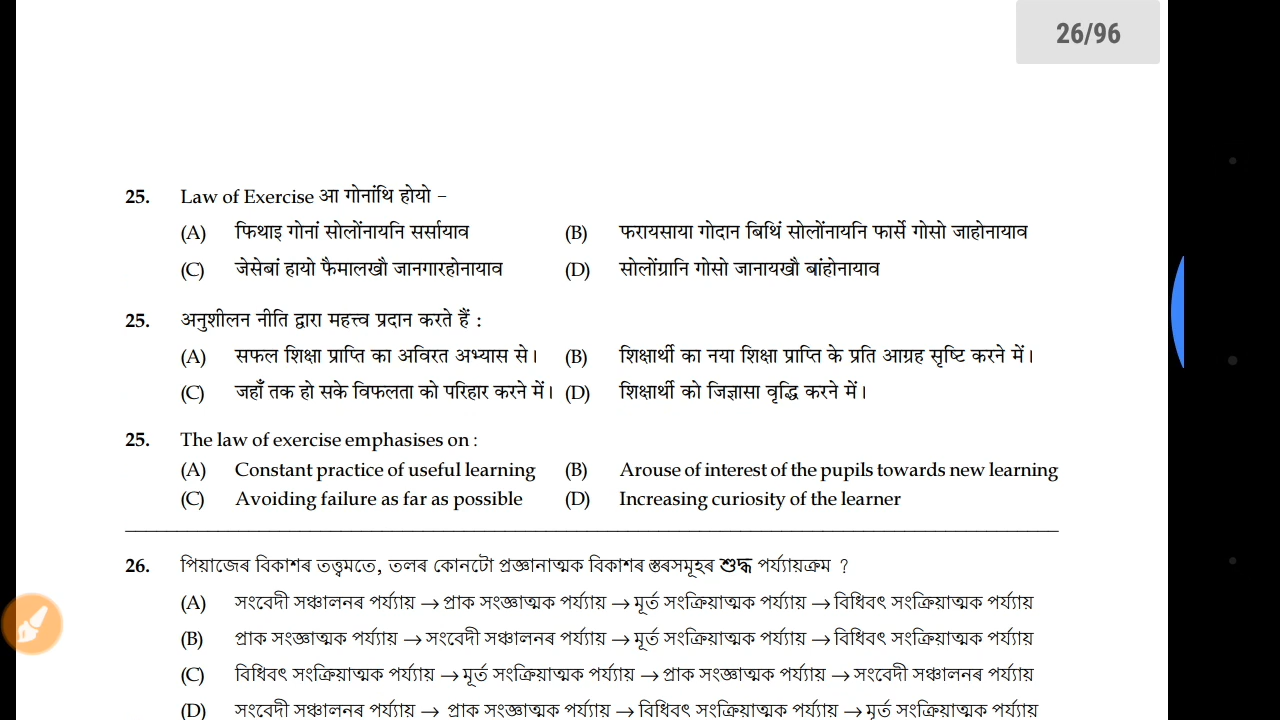 26/96
25. Law of Exercise आ गोनांथि होयो –
(A) फिथाइ गोनां सोलोंनायनि सर्सायाव (B) फरायसाया गोदान बिथिं सोलोंनायनि फार्से गोसो जाहोनायाव
(C) जेसेबां हायो फैमालखौ जानगारहोनायाव (D) सोलोंग्रानि गोसो जानायखौ बांहोनायाव
25. अनुशीलन नीति द्वारा महत्त्व प्रदान करते हैं :
(A) सफल शिक्षा प्राप्ति का अविरत अभ्यास से। (B) शिक्षार्थी का नया शिक्षा प्राप्ति के प्रति आग्रह सृष्टि करने में।
(C) जहाँ तक हो सके विफलता को परिहार करने में। (D) शिक्षार्थी को जिज्ञासा वृद्धि करने में।
25. The law of exercise emphasises on :
(A) Constant practice of useful learning (B) Arouse of interest of the pupils towards new learning
(C) Avoiding failure as far as possible (D) Increasing curiosity of the learner
26. পিয়াজেৰ বিকাশৰ তত্ত্বমতে, তলৰ কোনটো প্ৰজ্ঞানাত্মক বিকাশৰ স্তৰসমূহৰ শুদ্ধ পৰ্য্যায়ক্ৰম ?
(A) সংবেদী সঞ্চালনৰ পৰ্য্যায় → প্ৰাক সংজ্ঞাত্মক পৰ্য্যায় → মূৰ্ত সংক্ৰিয়াত্মক পৰ্য্যায় → বিধিবৎ সংক্ৰিয়াত্মক পৰ্য্যায়
(B) প্ৰাক সংজ্ঞাত্মক পৰ্য্যায় → সংবেদী সঞ্চালনৰ পৰ্য্যায় → মূৰ্ত সংক্ৰিয়াত্মক পৰ্য্যায় → বিধিবৎ সংক্ৰিয়াত্মক পৰ্য্যায়
(C) বিধিবৎ সংক্ৰিয়াত্মক পৰ্য্যায় → মূৰ্ত সংক্ৰিয়াত্মক পৰ্য্যায় → প্ৰাক সংজ্ঞাত্মক পৰ্য্যায় → সংবেদী সঞ্চালনৰ পৰ্য্যায়
(D) সংবেদী সঞ্চালনৰ পৰ্য্যায় → প্ৰাক সংজ্ঞাত্মক পৰ্য্যায় → বিধিবৎ সংক্ৰিয়াত্মক পৰ্য্যায় → মূৰ্ত সংক্ৰিয়াত্মক পৰ্য্যায়